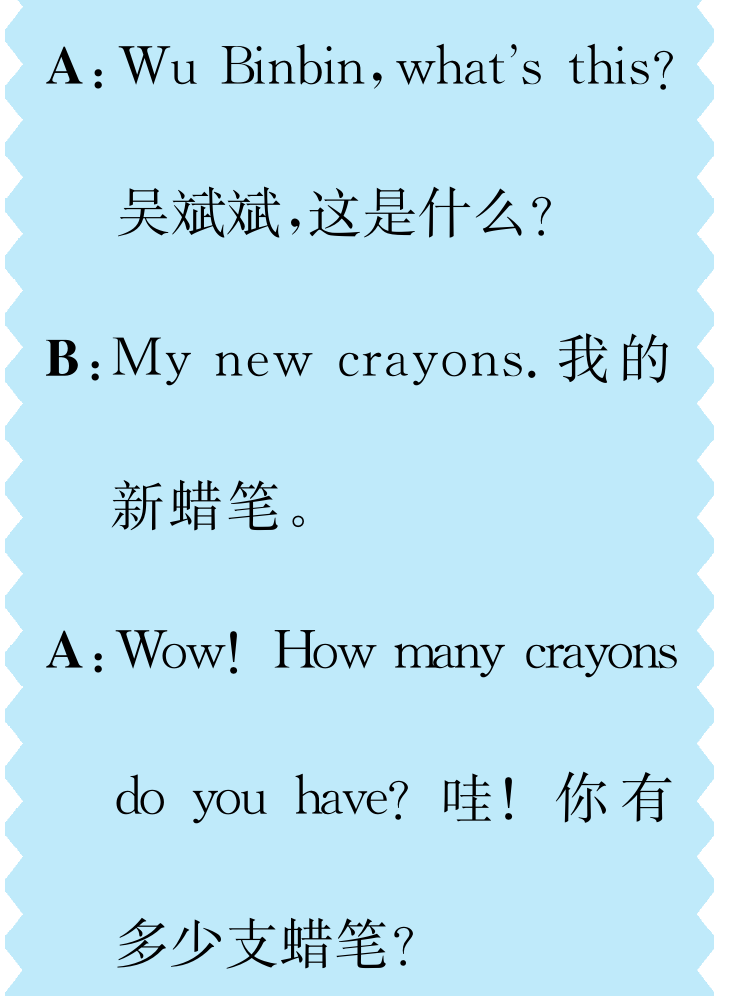 A: Wu Binbin, what's this?
吴斌斌,这是什么?
B: My new crayons. 我的
新蜡笔。
A: Wow! How many crayons
do you have? 哇! 你有
多少支蜡笔?